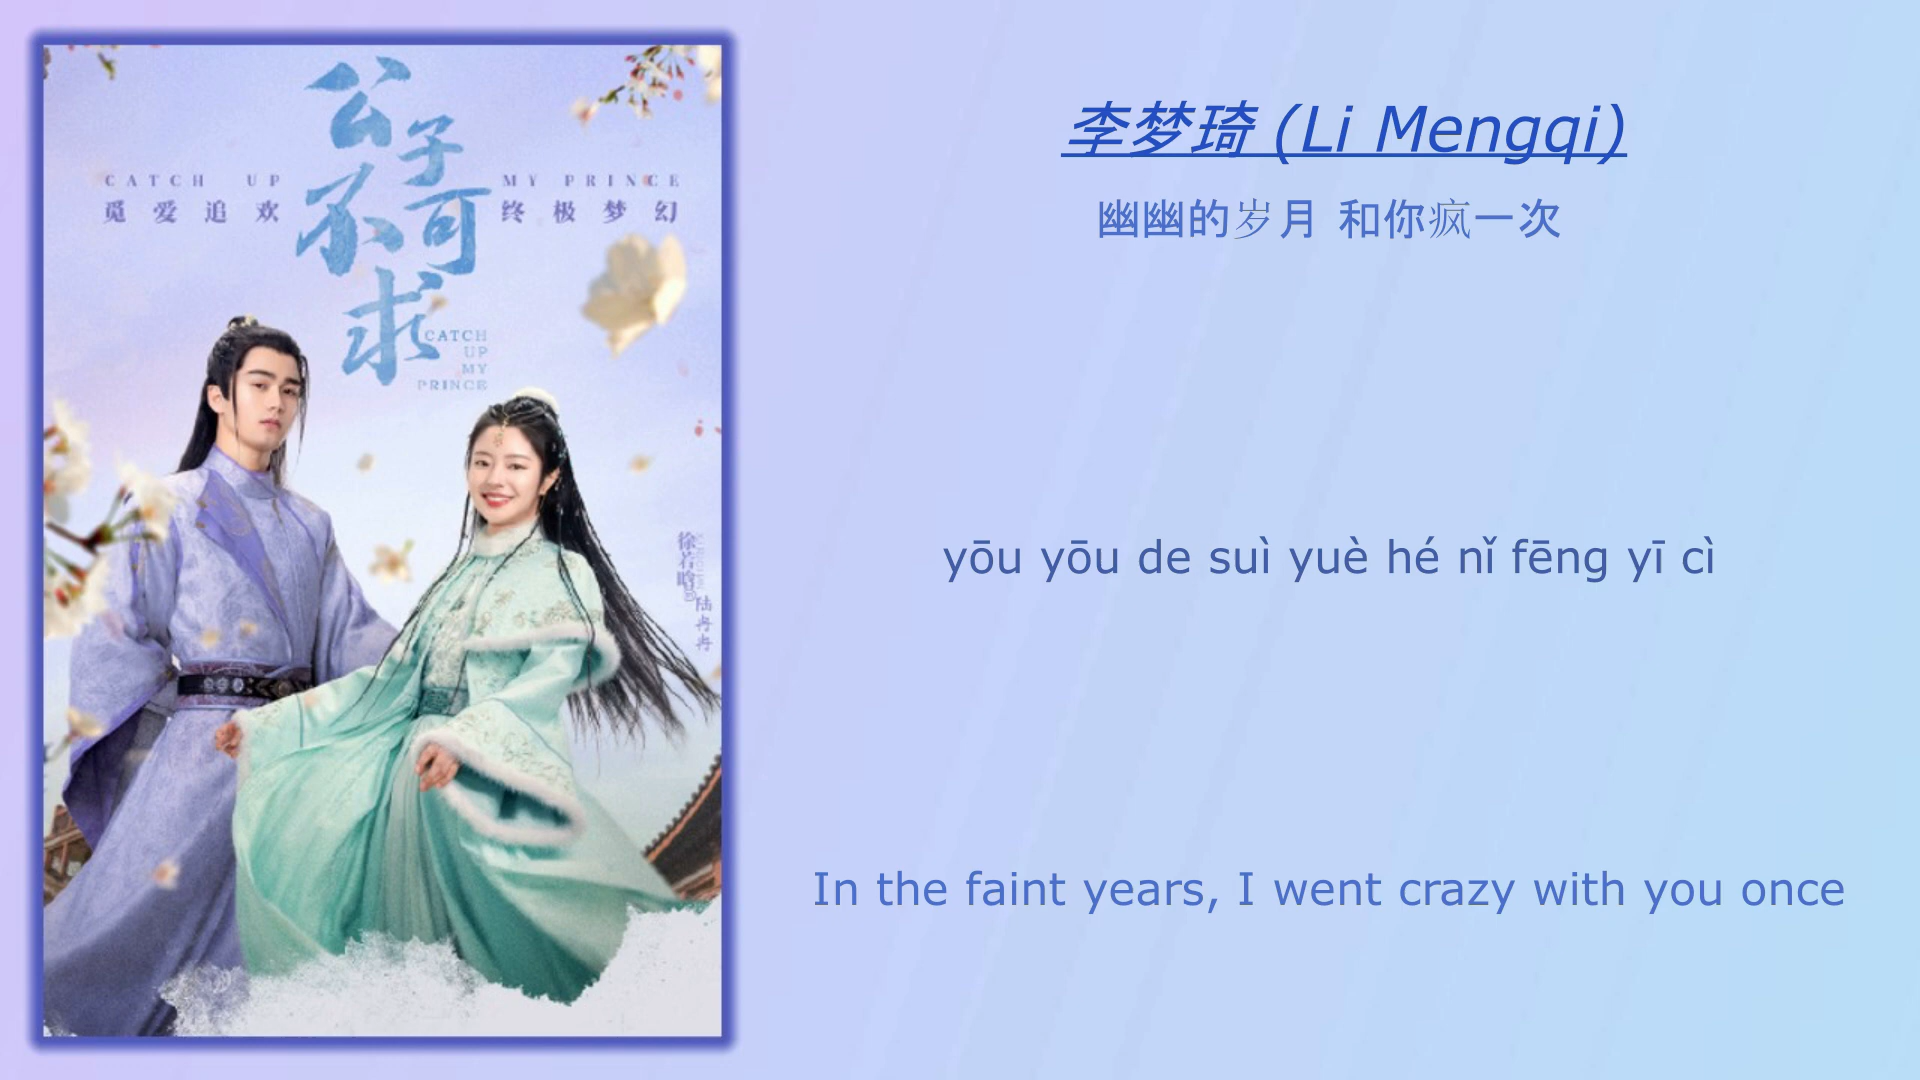 公子不可求
CATCH UP MY PRINCE
觅爱追欢 终极梦幻
CATCH
UP
MY
PRINCE
徐若晗
陆冉冉
李梦琦 (Li Mengqi)
幽幽的岁月 和你疯一次
yōu yōu de suì yuè hé nǐ fēng yī cì
In the faint years, I went crazy with you once